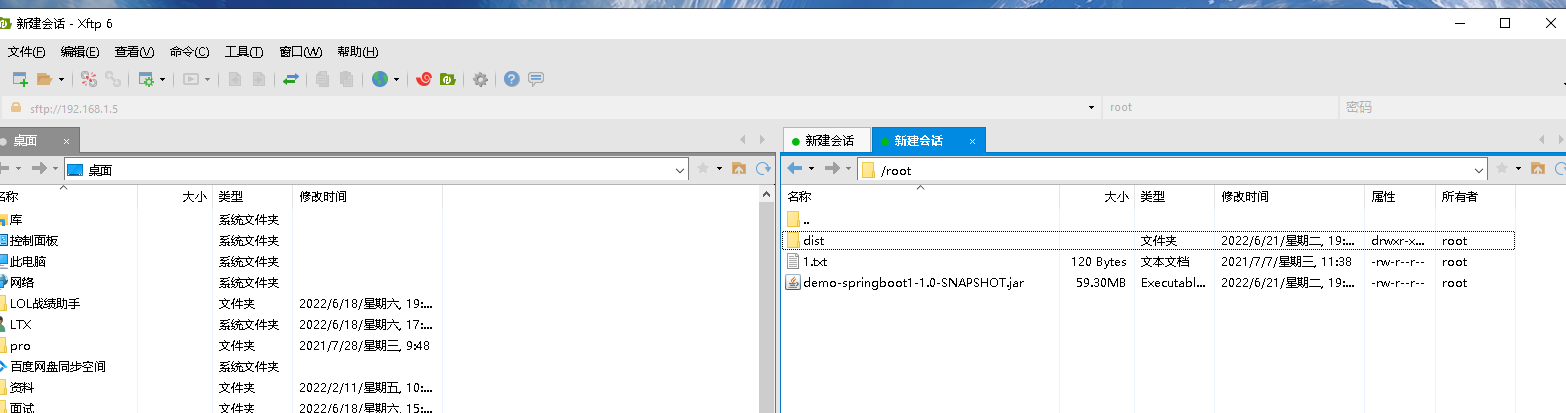 新建会话 - Xftp 6
文件(F) 编辑(E) 查看(V) 命令(C) 工具(T) 窗口(W) 帮助(H)
sftp://192.168.1.5 root 密码
桌面 × 新建会话 新建会话 ×
桌面 /root
名称 大小 类型 修改时间 名称 大小 类型 修改时间 属性 所有者
库 系统文件夹 ..
控制面板 系统文件夹 dist 文件夹 2022/6/21/星期二, 19:... drwxr-x... root
此电脑 系统文件夹 1.txt 120 Bytes 文本文档 2021/7/7/星期三, 11:38 -rw-r--r-- root
网络 系统文件夹 demo-springboot1-1.0-SNAPSHOT.jar 59.30MB Executabl... 2022/6/21/星期二, 19:... -rw-r--r-- root
LOL战绩助手 文件夹 2022/6/18/星期六, 19:...
LTX 系统文件夹 2022/6/18/星期六, 17:...
pro 文件夹 2021/7/28/星期三, 9:48
百度网盘同步空间 系统文件夹
资料 文件夹 2022/2/11/星期五, 10:...
面试 文件夹 2022/6/18/星期六, 15:...